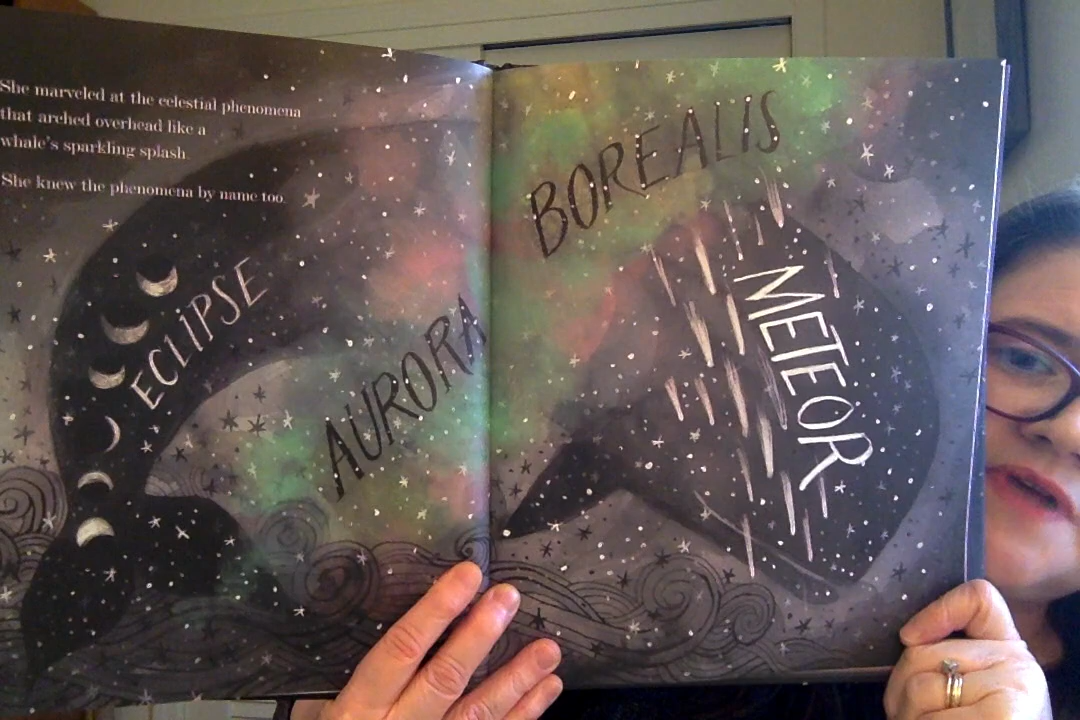 She marveled at the celestial phenomena
that arched overhead like a
whale's sparkling splash.
She knew the phenomena by name too.
ECLIPSE
AURORA
BOREALIS
METEOR